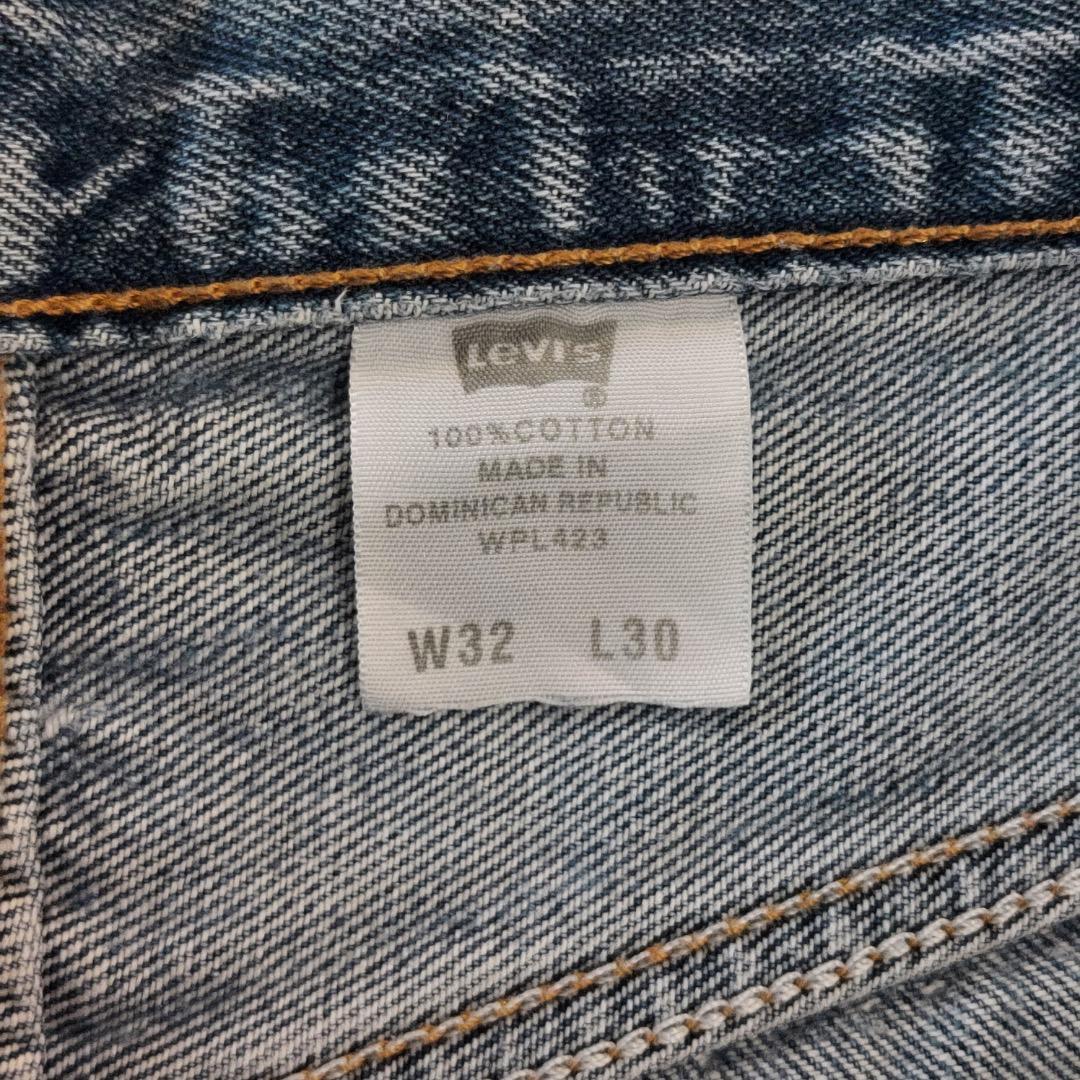 LEVI'S
®
100% COTTON
MADE IN
DOMINICAN REPUBLIC
WPL423
W32 L30